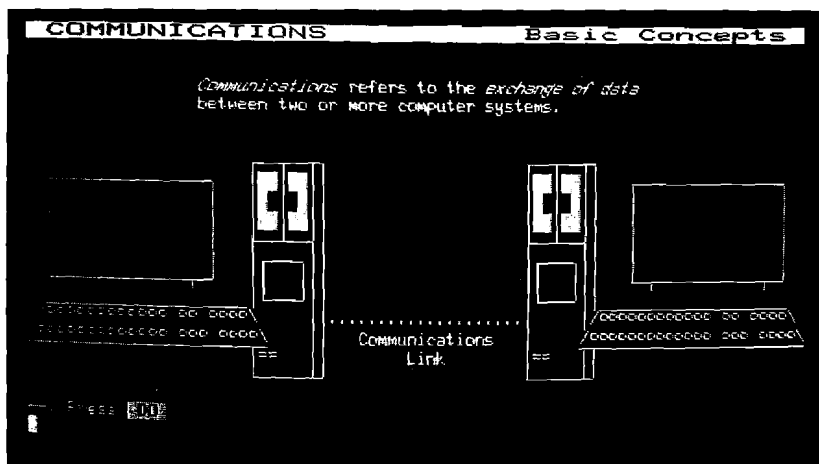 COMMUNICATIONS Basic Concepts
Communications refers to the exchange of data
between two or more computer systems.
Communications
Link
Press